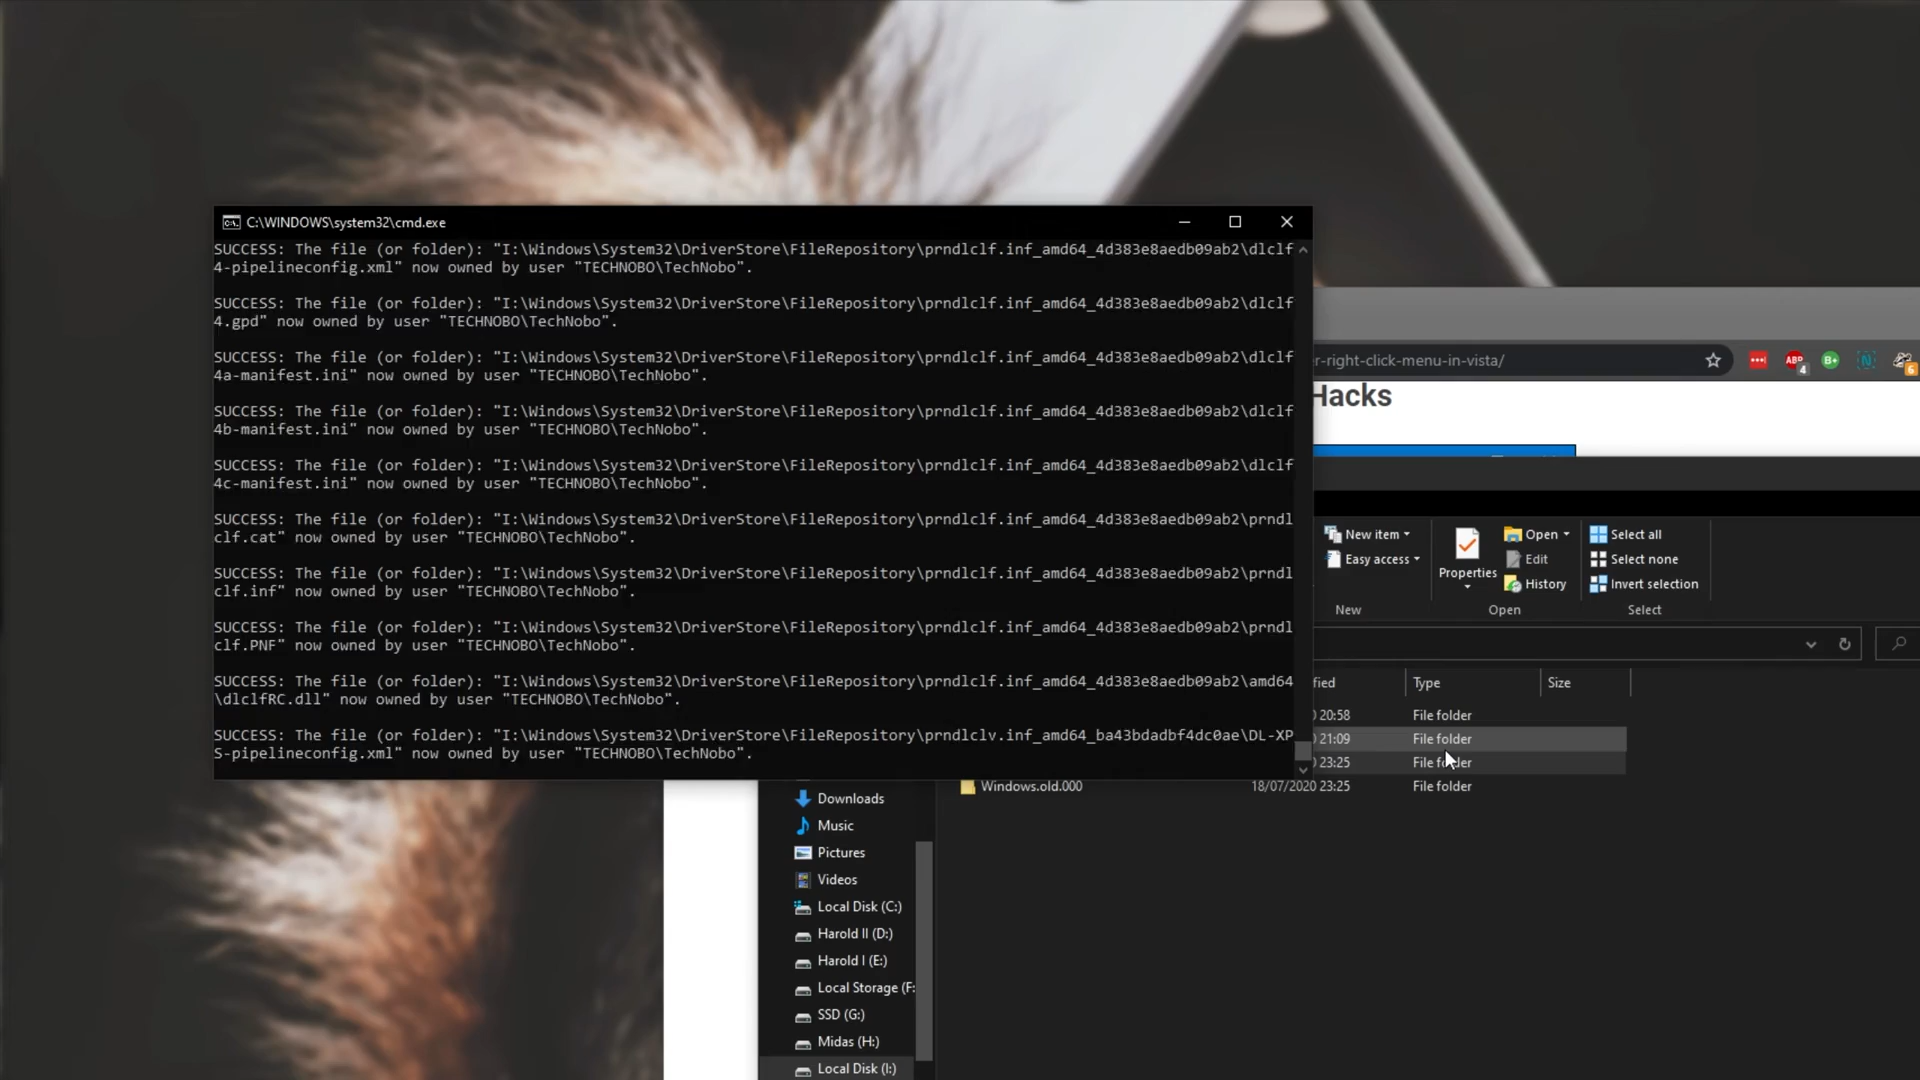 C:\WINDOWS\system32\cmd.exe
SUCCESS: The file (or folder): "I:\Windows\System32\DriverStore\FileRepository\prndlclf.inf_amd64_4d383e8aedb09ab2\dlclf
4-pipelineconfig.xml" now owned by user "TECHNOBO\TechNobo".
SUCCESS: The file (or folder): "I:\Windows\System32\DriverStore\FileRepository\prndlclf.inf_amd64_4d383e8aedb09ab2\dlclf
4.gpd" now owned by user "TECHNOBO\TechNobo".
SUCCESS: The file (or folder): "I:\Windows\System32\DriverStore\FileRepository\prndlclf.inf_amd64_4d383e8aedb09ab2\dlclf
4a-manifest.ini" now owned by user "TECHNOBO\TechNobo".
SUCCESS: The file (or folder): "I:\Windows\System32\DriverStore\FileRepository\prndlclf.inf_amd64_4d383e8aedb09ab2\dlclf
4b-manifest.ini" now owned by user "TECHNOBO\TechNobo".
SUCCESS: The file (or folder): "I:\Windows\System32\DriverStore\FileRepository\prndlclf.inf_amd64_4d383e8aedb09ab2\dlclf
4c-manifest.ini" now owned by user "TECHNOBO\TechNobo".
SUCCESS: The file (or folder): "I:\Windows\System32\DriverStore\FileRepository\prndlclf.inf_amd64_4d383e8aedb09ab2\prndl
clf.cat" now owned by user "TECHNOBO\TechNobo".
SUCCESS: The file (or folder): "I:\Windows\System32\DriverStore\FileRepository\prndlclf.inf_amd64_4d383e8aedb09ab2\prndl
clf.inf" now owned by user "TECHNOBO\TechNobo".
SUCCESS: The file (or folder): "I:\Windows\System32\DriverStore\FileRepository\prndlclf.inf_amd64_4d383e8aedb09ab2\prndl
clf.PNF" now owned by user "TECHNOBO\TechNobo".
SUCCESS: The file (or folder): "I:\Windows\System32\DriverStore\FileRepository\prndlclf.inf_amd64_4d383e8aedb09ab2\amd64
\dlclfRC.dll" now owned by user "TECHNOBO\TechNobo".
SUCCESS: The file (or folder): "I:\Windows\System32\DriverStore\FileRepository\prndlclv.inf_amd64_ba43bdadbf4dc0ae\DL-XP
S-pipelineconfig.xml" now owned by user "TECHNOBO\TechNobo".
r-right-click-menu-in-vista/
ABP
4
B+
N
6
Hacks
New item
Easy access
New
Properties
Open
Edit
History
Open
Select all
Select none
Invert selection
Select
fied Type Size
20:58 File folder
21:09 File folder
23:25 File folder
Windows.old.000 18/07/2020 23:25 File folder
Downloads
Music
Pictures
Videos
Local Disk (C:)
Harold II (D:)
Harold I (E:)
Local Storage (F:
SSD (G:)
Midas (H:)
Local Disk (I:)